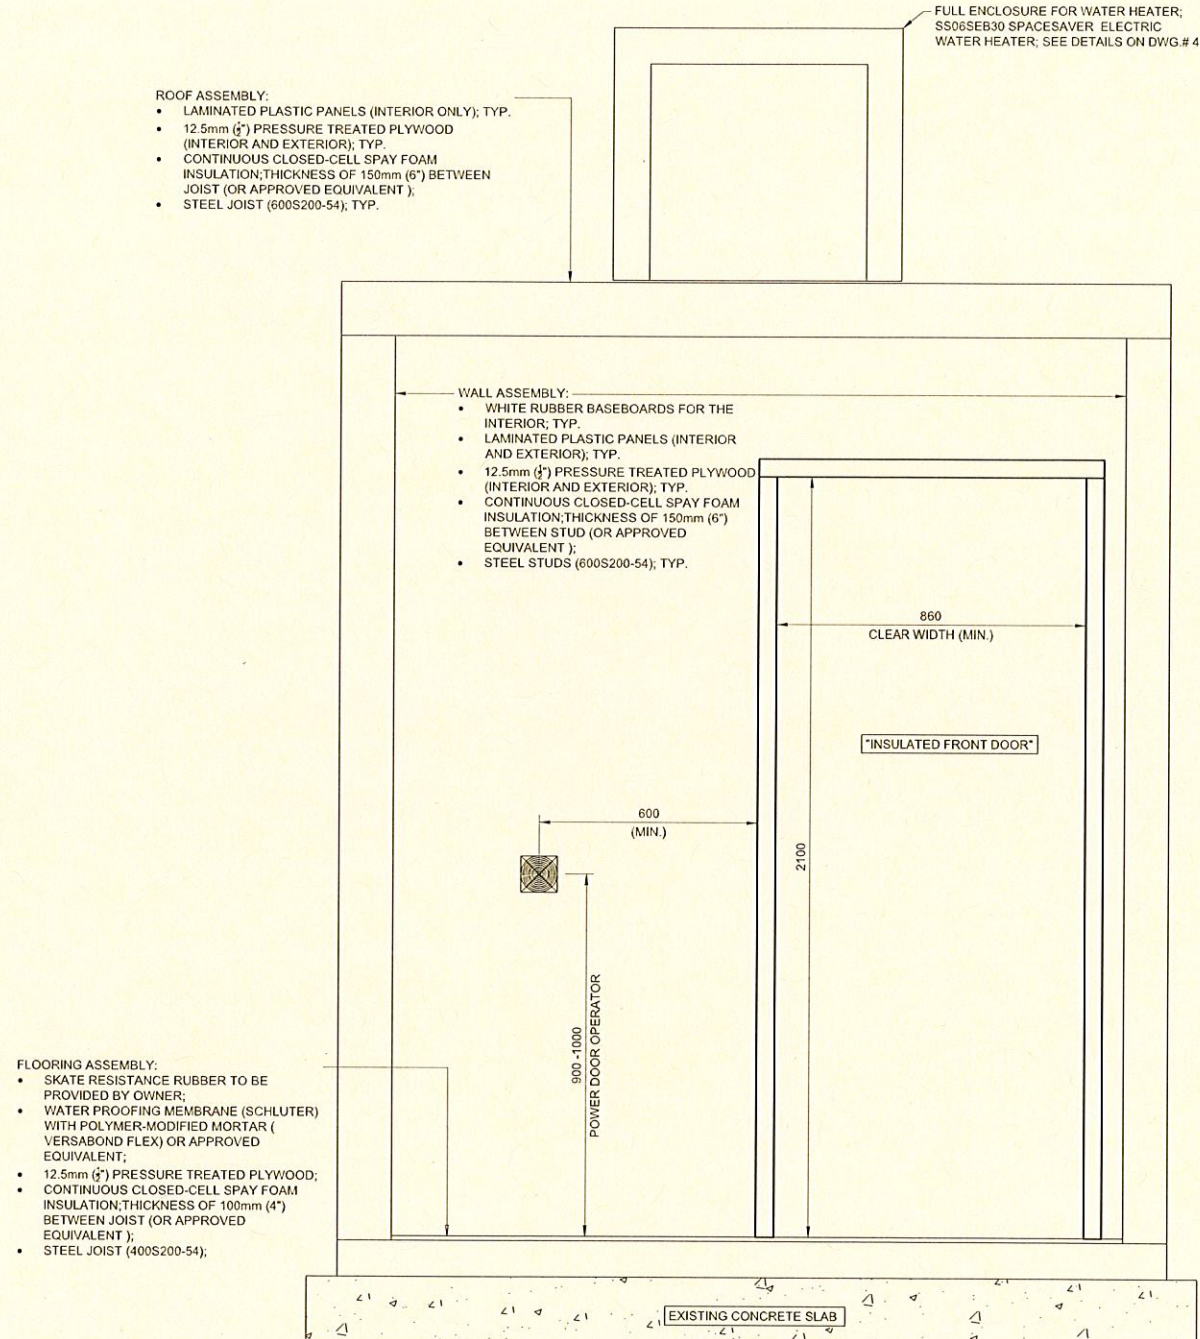 FULL ENCLOSURE FOR WATER HEATER;
SS06SEB30 SPACESAVER ELECTRIC
WATER HEATER; SEE DETAILS ON DWG.# 4
ROOF ASSEMBLY:
• LAMINATED PLASTIC PANELS (INTERIOR ONLY); TYP.
• 12.5mm (½") PRESSURE TREATED PLYWOOD
(INTERIOR AND EXTERIOR); TYP.
• CONTINUOUS CLOSED-CELL SPAY FOAM
INSULATION;THICKNESS OF 150mm (6") BETWEEN
JOIST (OR APPROVED EQUIVALENT );
• STEEL JOIST (600S200-54); TYP.
WALL ASSEMBLY:
• WHITE RUBBER BASEBOARDS FOR THE
INTERIOR; TYP.
• LAMINATED PLASTIC PANELS (INTERIOR
AND EXTERIOR); TYP.
• 12.5mm (½") PRESSURE TREATED PLYWOOD
(INTERIOR AND EXTERIOR); TYP.
• CONTINUOUS CLOSED-CELL SPAY FOAM
INSULATION;THICKNESS OF 150mm (6")
BETWEEN STUD (OR APPROVED
EQUIVALENT );
• STEEL STUDS (600S200-54); TYP.
860
CLEAR WIDTH (MIN.)
"INSULATED FRONT DOOR"
600
(MIN.)
2100
900 -1000
POWER DOOR OPERATOR
FLOORING ASSEMBLY:
• SKATE RESISTANCE RUBBER TO BE
PROVIDED BY OWNER;
• WATER PROOFING MEMBRANE (SCHLUTER)
WITH POLYMER-MODIFIED MORTAR (
VERSABOND FLEX) OR APPROVED
EQUIVALENT;
• 12.5mm (½") PRESSURE TREATED PLYWOOD;
• CONTINUOUS CLOSED-CELL SPAY FOAM
INSULATION;THICKNESS OF 100mm (4")
BETWEEN JOIST (OR APPROVED
EQUIVALENT );
• STEEL JOIST (400S200-54);
EXISTING CONCRETE SLAB